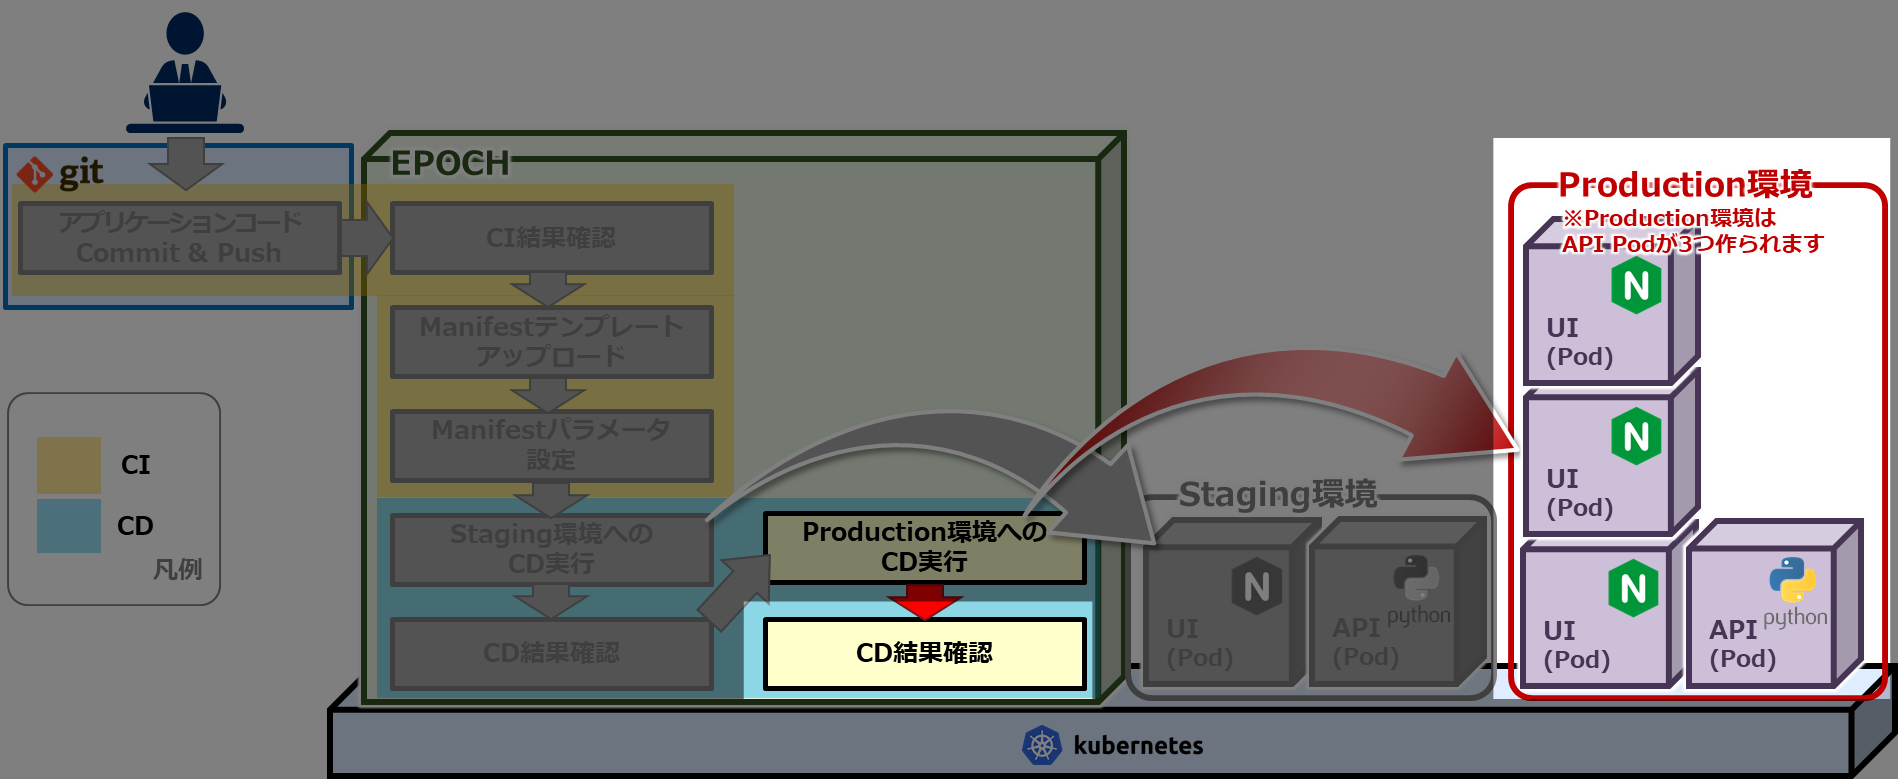 git
アプリケーションコード
Commit & Push
EPOCH
CI結果確認
Manifestテンプレート
アップロード
Manifestパラメータ
設定
Staging環境への
CD実行
CD結果確認
Production環境への
CD実行
CD結果確認
CI
CD
凡例
Staging環境
UI
(Pod)
API
(Pod)
python
Production環境
※Production環境は
API Podが3つ作られます
N
UI
(Pod)
N
UI
(Pod)
N
UI
(Pod)
API
(Pod)
python
N
kubernetes